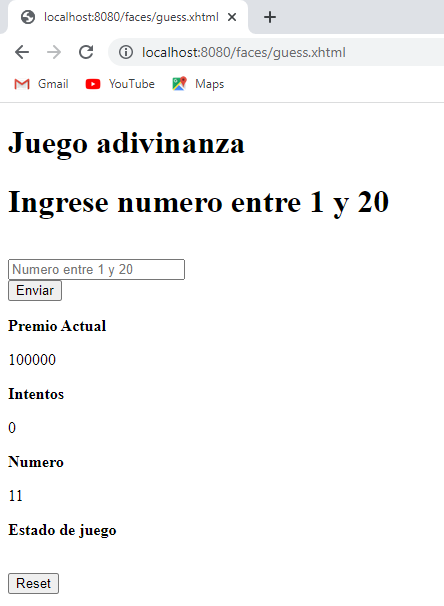 localhost:8080/faces/guess.xhtml
localhost:8080/faces/guess.xhtml
Gmail YouTube Maps
Juego adivinanza
Ingrese numero entre 1 y 20
Numero entre 1 y 20
Enviar
Premio Actual
100000
Intentos
0
Numero
11
Estado de juego
Reset